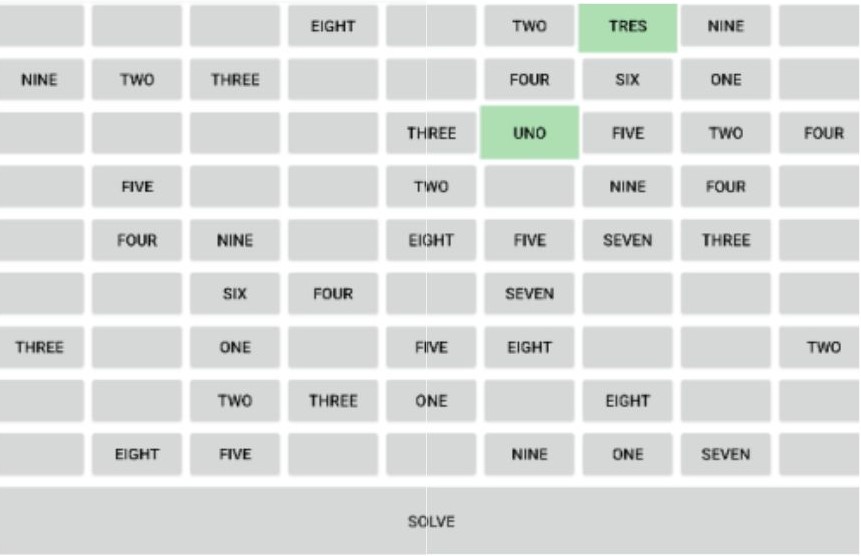 EIGHT TWO TRES NINE
NINE TWO THREE FOUR SIX ONE
THREE UNO FIVE TWO FOUR
FIVE TWO NINE FOUR
FOUR NINE EIGHT FIVE SEVEN THREE
SIX FOUR SEVEN
THREE ONE FIVE EIGHT TWO
TWO THREE ONE EIGHT
EIGHT FIVE NINE ONE SEVEN
SOLVE